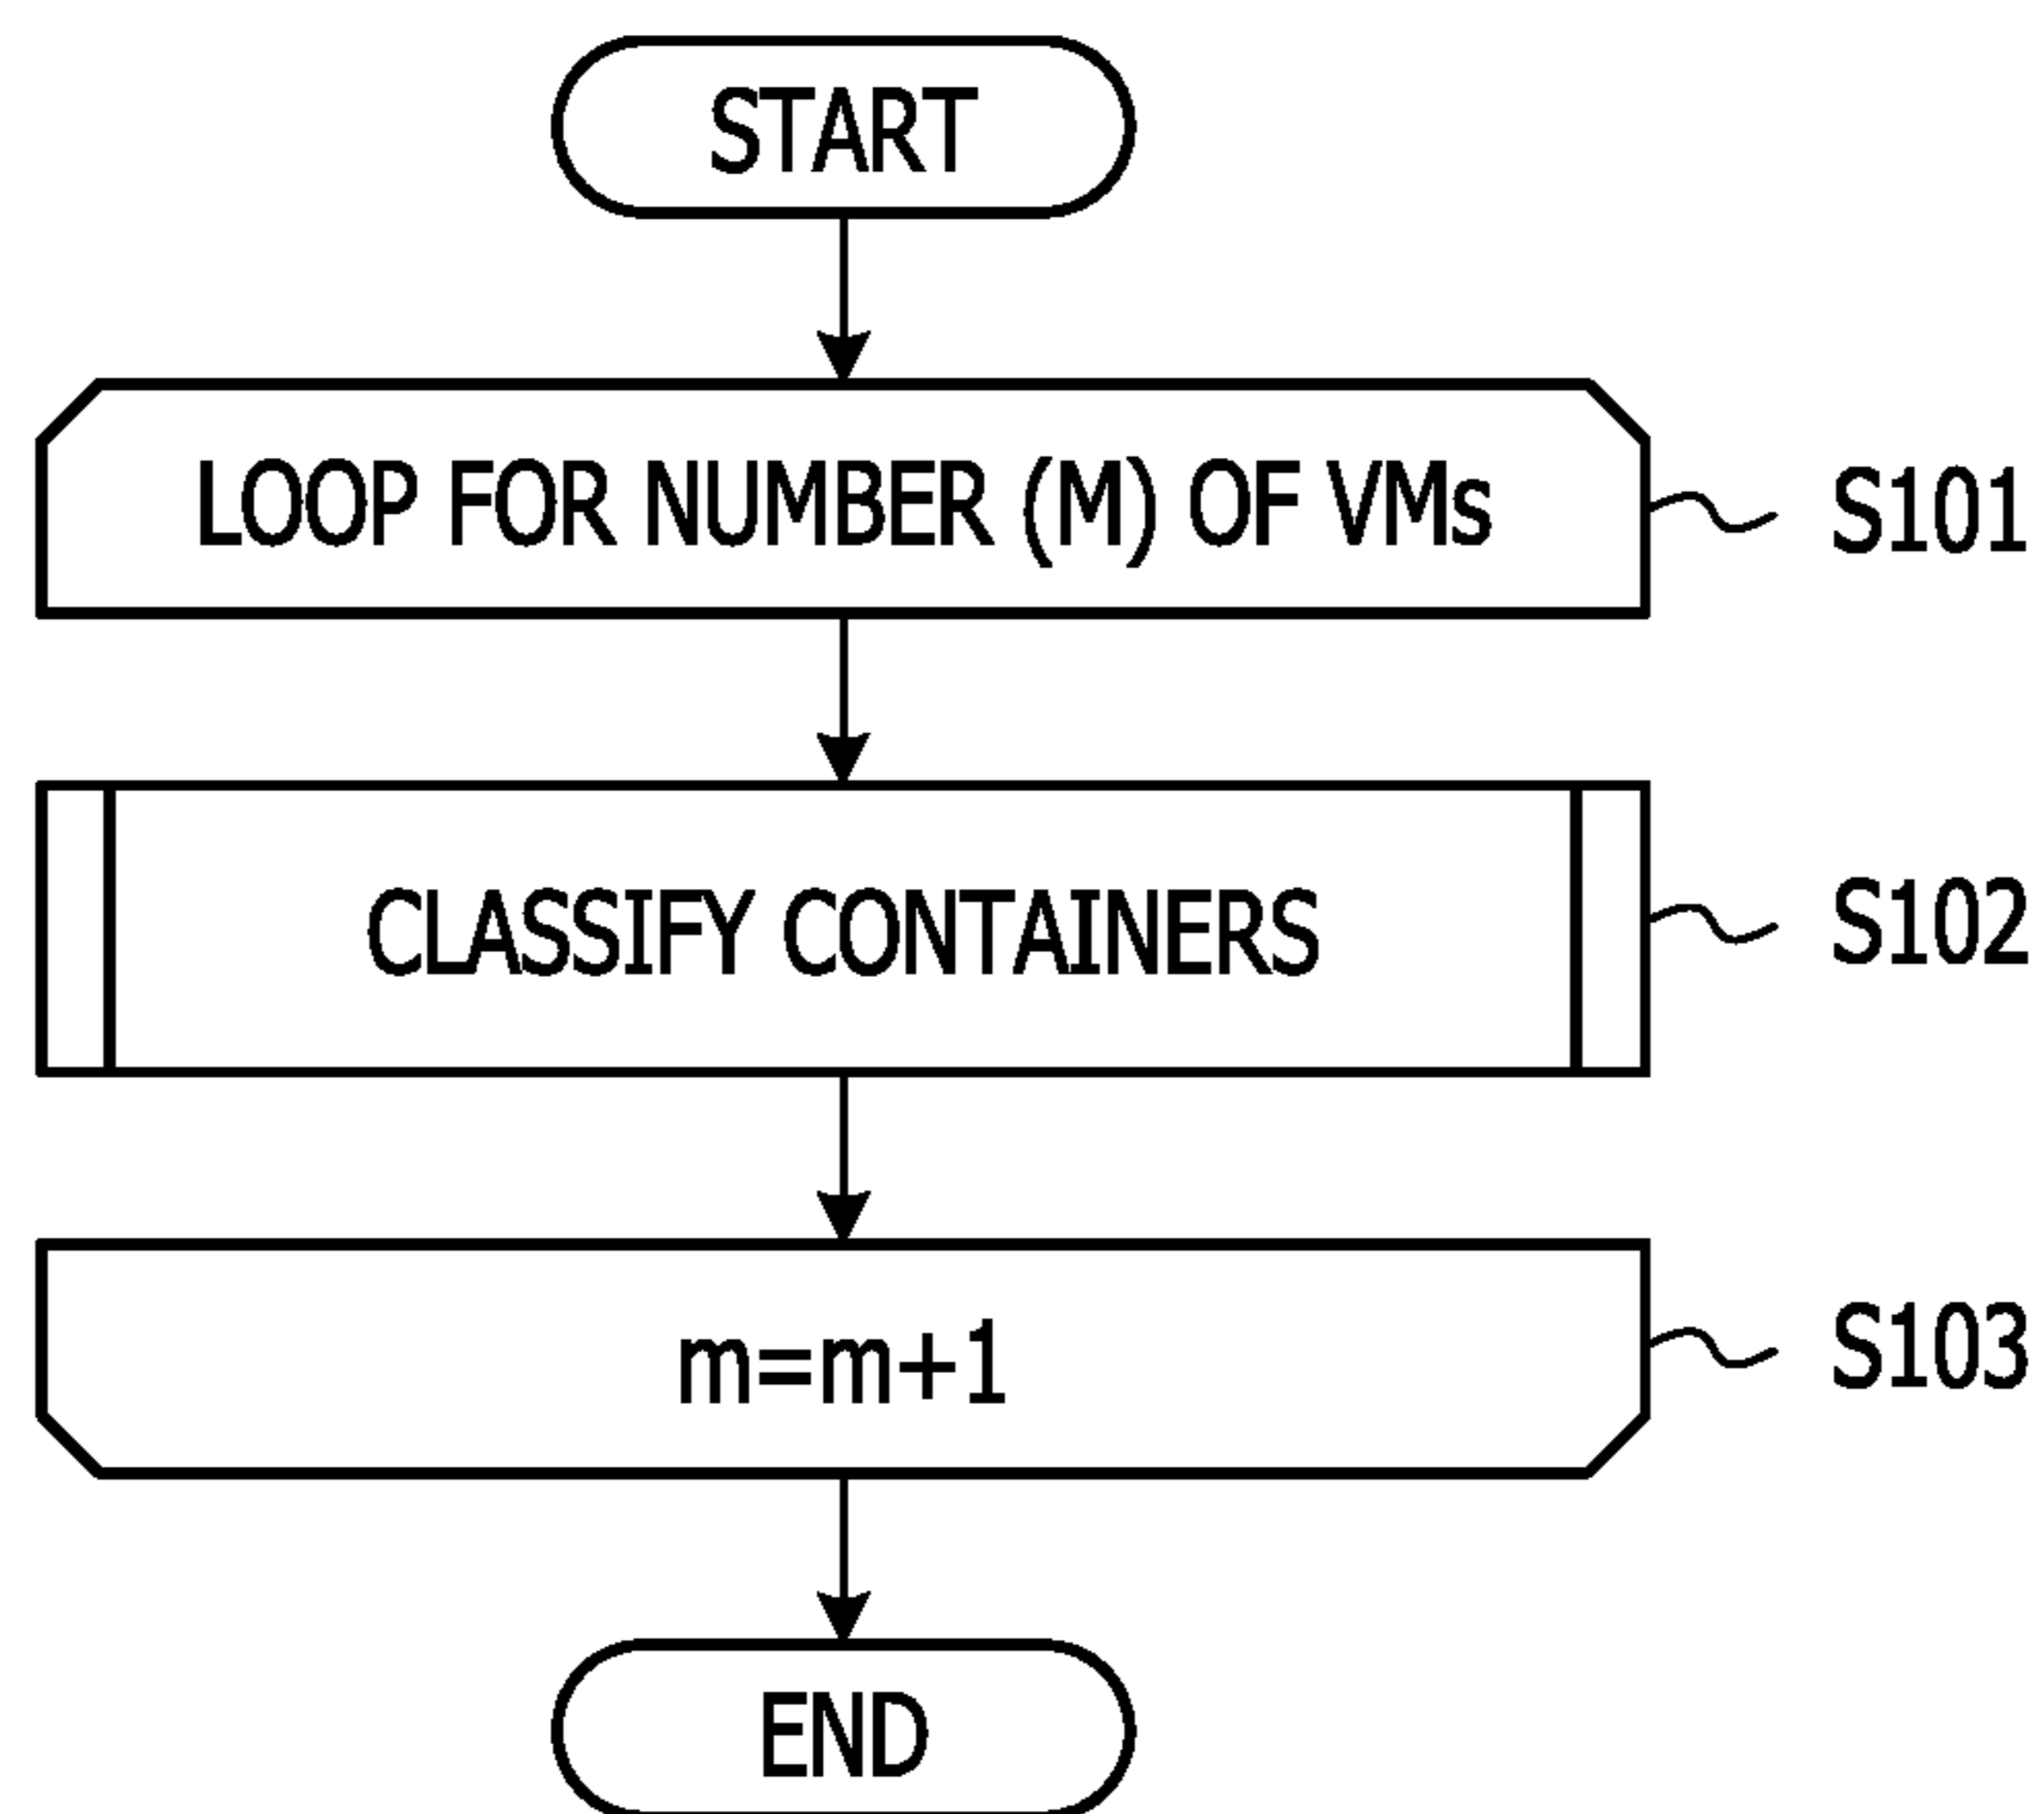 START
LOOP FOR NUMBER (M) OF VMs
S101
CLASSIFY CONTAINERS
S102
m=m+1
S103
END